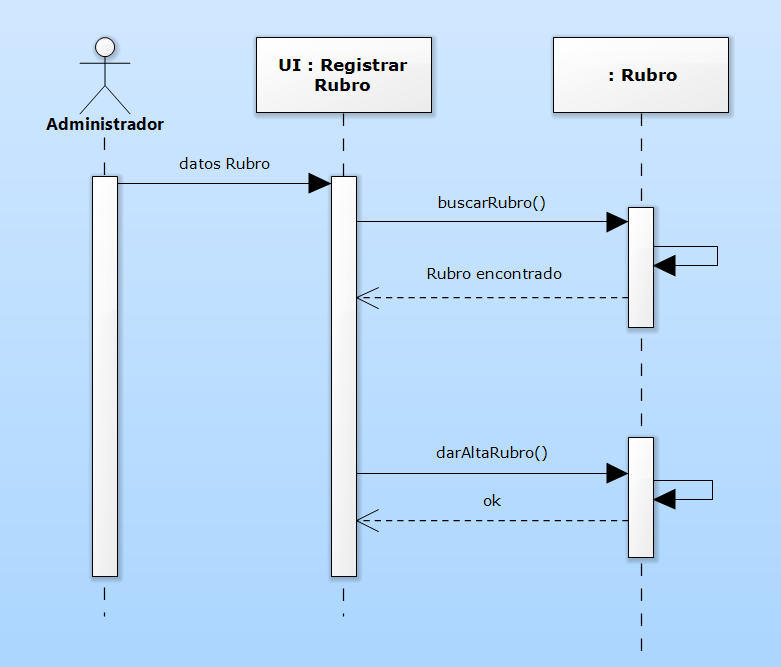 UI : Registrar
Rubro
: Rubro
Administrador
datos Rubro
buscarRubro()
Rubro encontrado
darAltaRubro()
ok